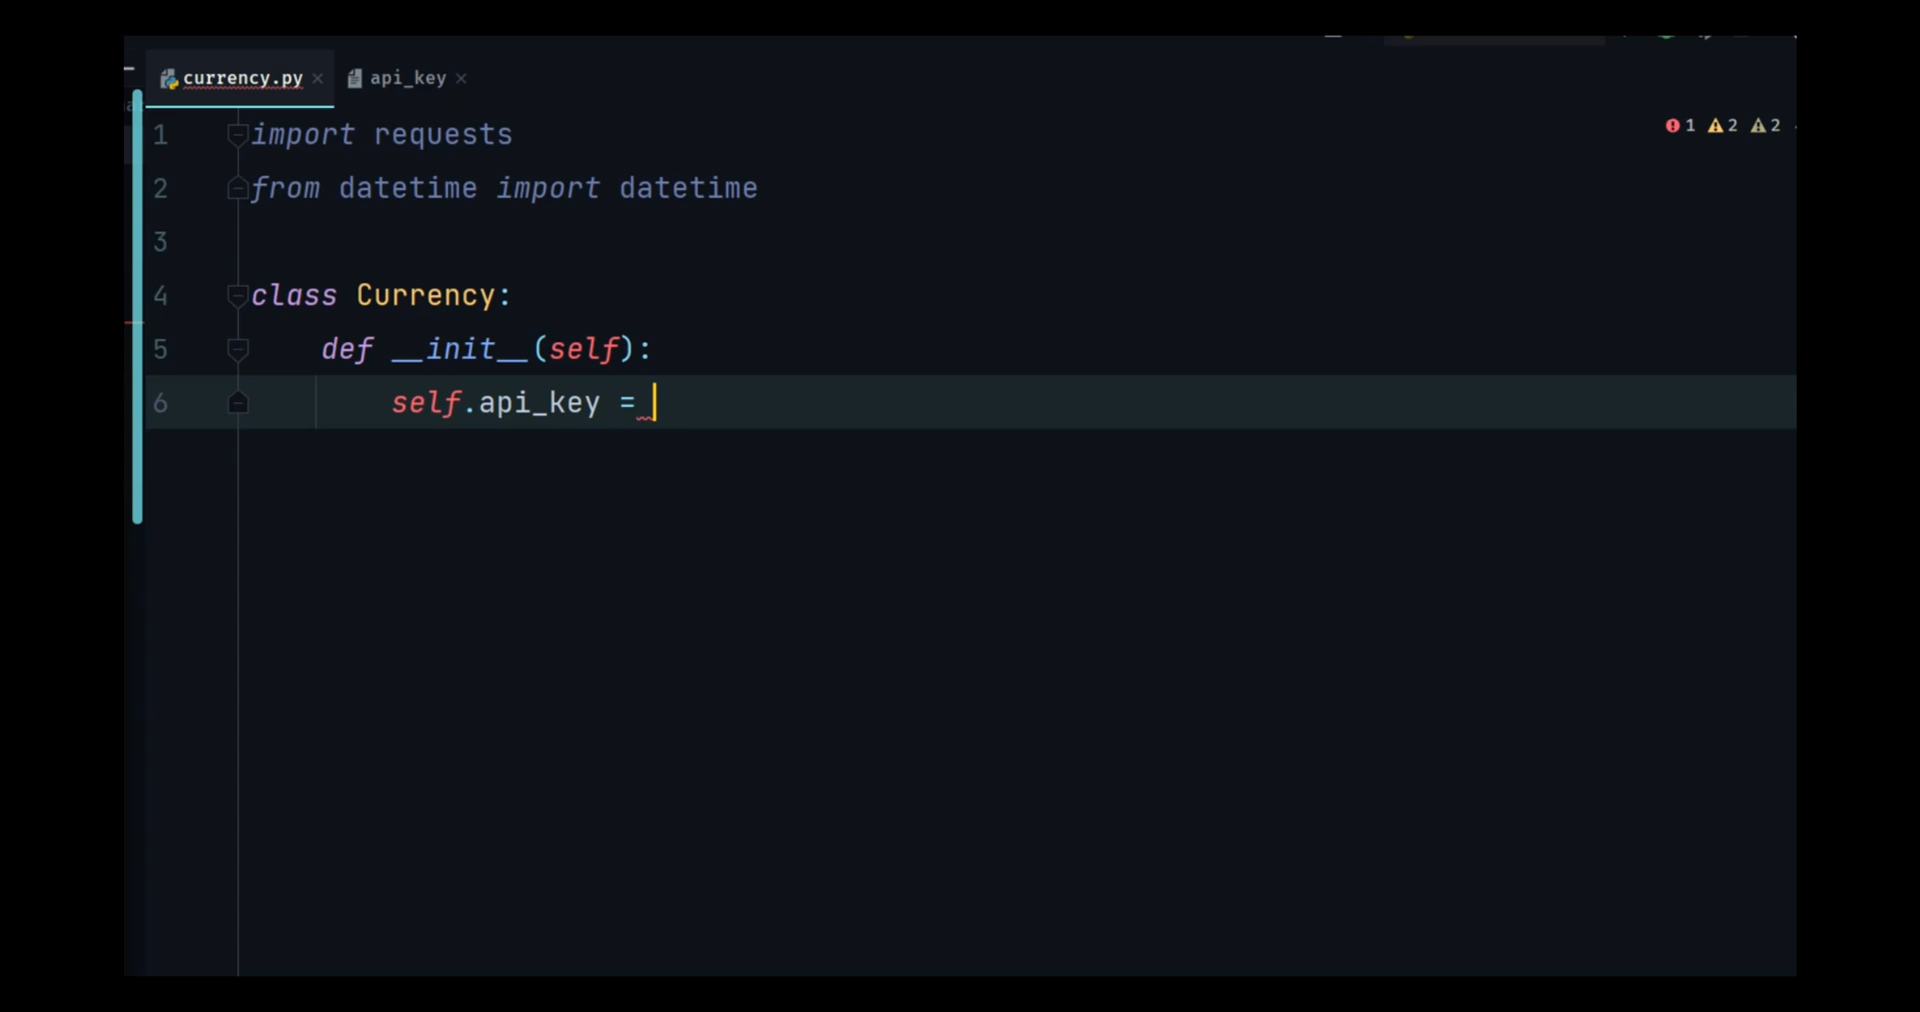 currency.py api_key
1 import requests
2 from datetime import datetime
3
4 class Currency:
5 def __init__(self):
6 self.api_key =
1 2 2